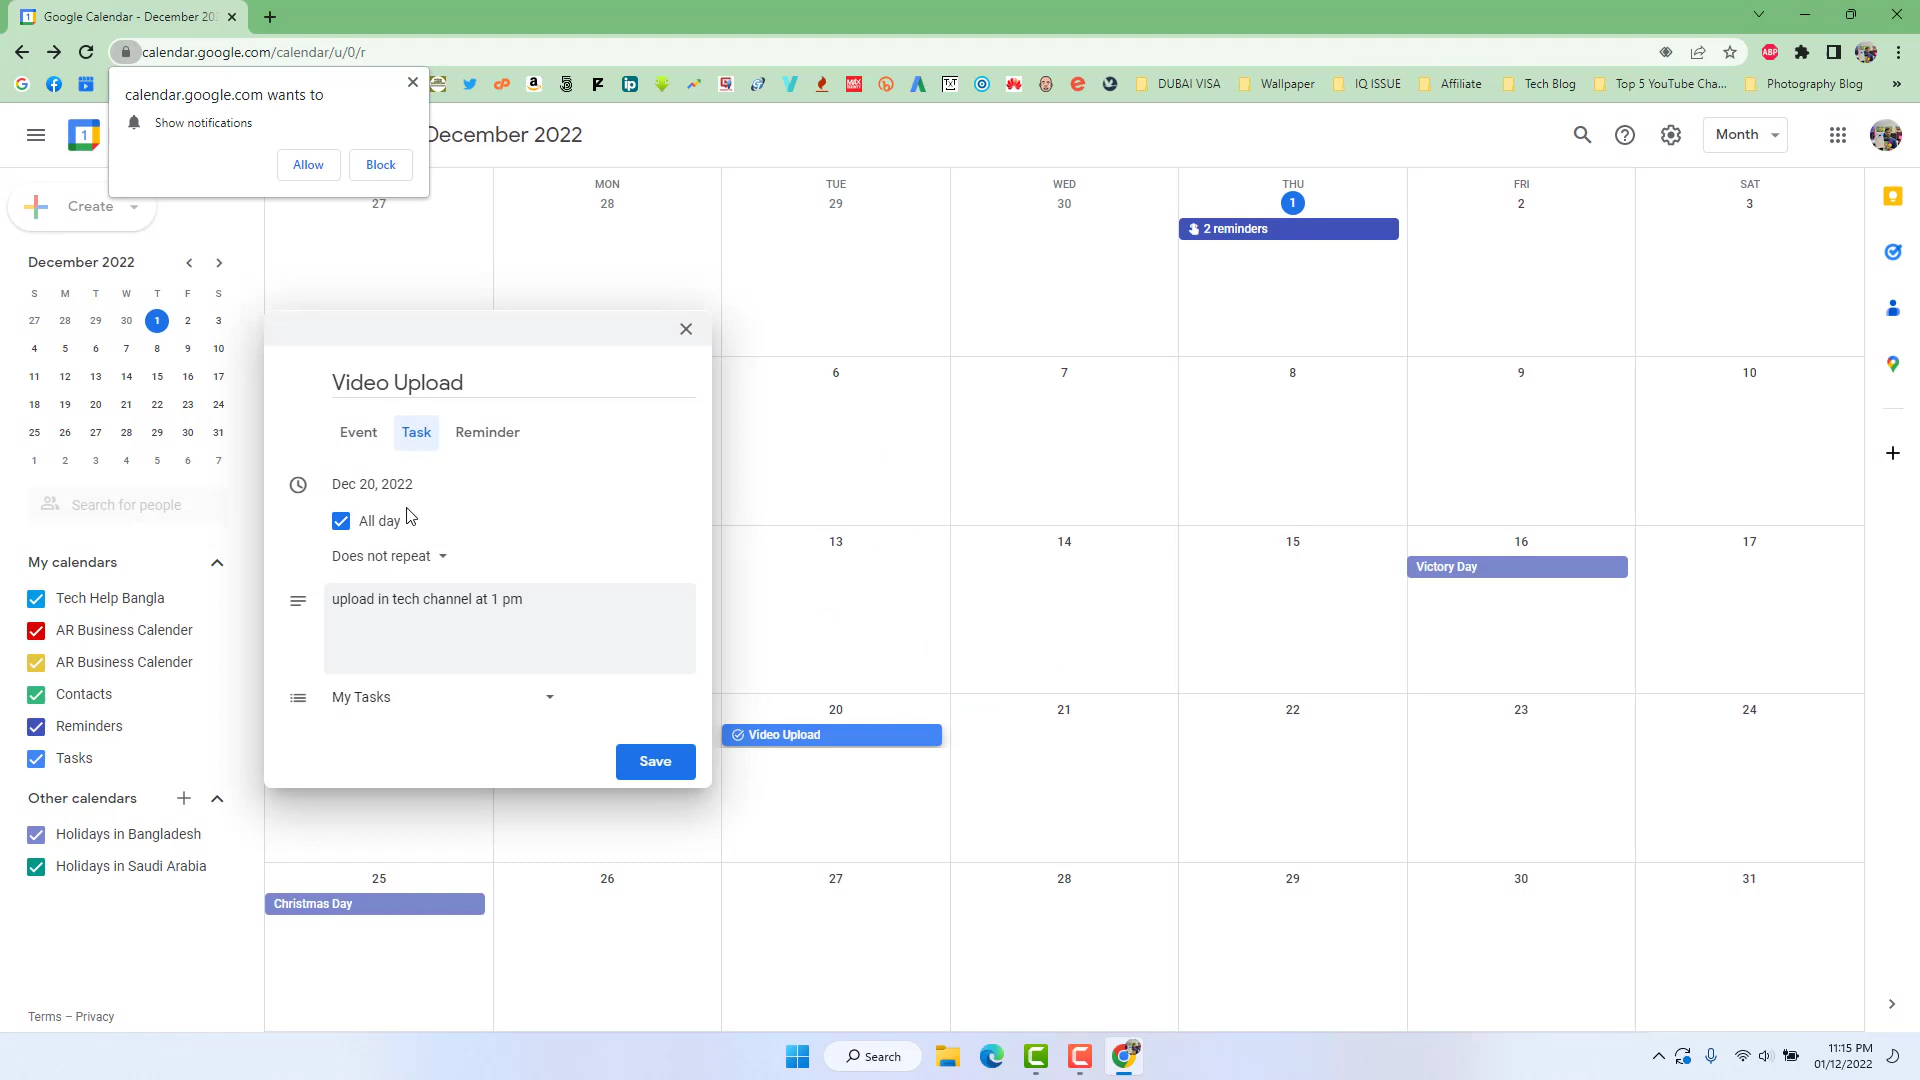 Google Calendar - December 20
calendar.google.com/calendar/u/0/r
DUBAI VISA
Wallpaper
IQ ISSUE
Affiliate
Tech Blog
Top 5 YouTube Cha...
Photography Blog
calendar.google.com wants to
Show notifications
Allow
Block
December 2022
Month
Create
MON TUE WED THU FRI SAT
27 28 29 30 1 2 3
2 reminders
December 2022
S M T W T F S
27 28 29 30 1 2 3
4 5 6 7 8 9 10
11 12 13 14 15 16 17
18 19 20 21 22 23 24
25 26 27 28 29 30 31
1 2 3 4 5 6 7
Search for people
My calendars
Tech Help Bangla
AR Business Calender
AR Business Calender
Contacts
Reminders
Tasks
Other calendars
Holidays in Bangladesh
Holidays in Saudi Arabia
Terms – Privacy
Video Upload
Event Task Reminder
Dec 20, 2022
All day
Does not repeat
upload in tech channel at 1 pm
My Tasks
Save
6 7 8 9 10
13 14 15 16 17
Victory Day
20 21 22 23 24
Video Upload
25 26 27 28 29 30 31
Christmas Day
Search
11:15 PM
01/12/2022